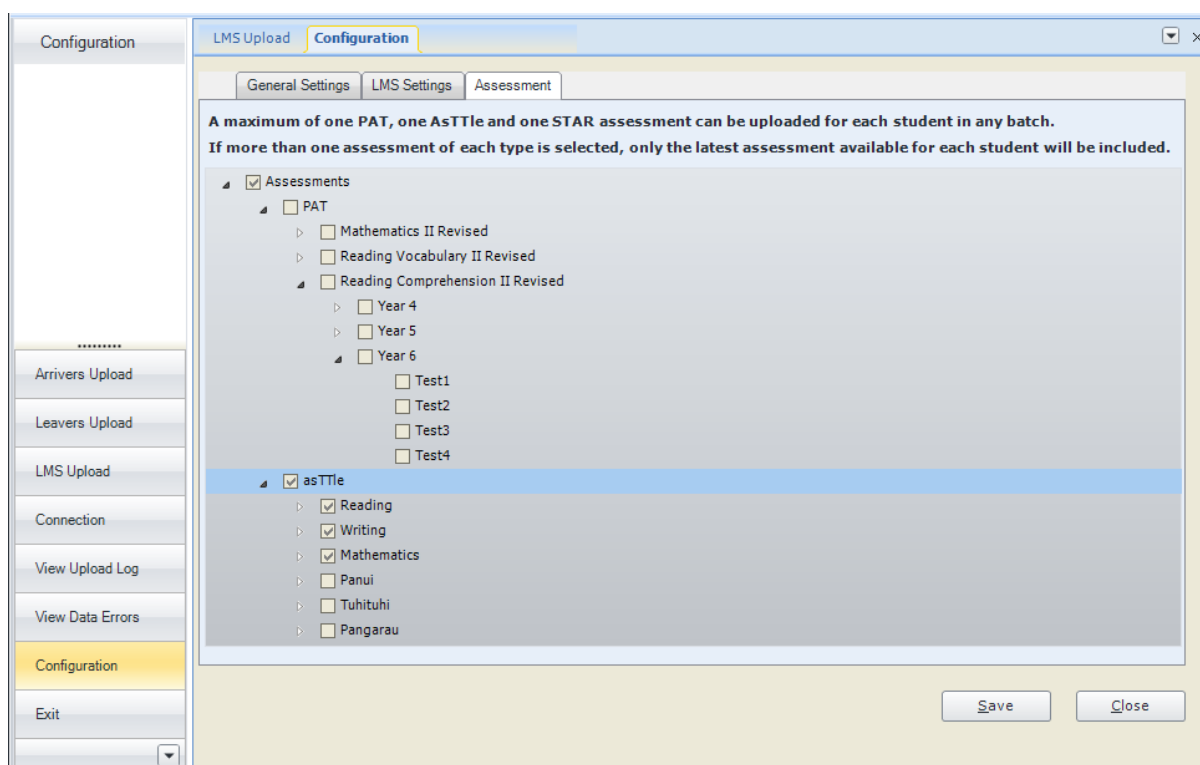 Configuration
LMS Upload
Configuration
General Settings
LMS Settings
Assessment
A maximum of one PAT, one AsTTle and one STAR assessment can be uploaded for each student in any batch.
If more than one assessment of each type is selected, only the latest assessment available for each student will be included.
Assessments
PAT
Mathematics II Revised
Reading Vocabulary II Revised
Reading Comprehension II Revised
Year 4
Year 5
Year 6
Test1
Test2
Test3
Test4
asTTle
Reading
Writing
Mathematics
Panui
Tuhituhi
Pangarau
Arrivers Upload
Leavers Upload
LMS Upload
Connection
View Upload Log
View Data Errors
Configuration
Exit
Save
Close